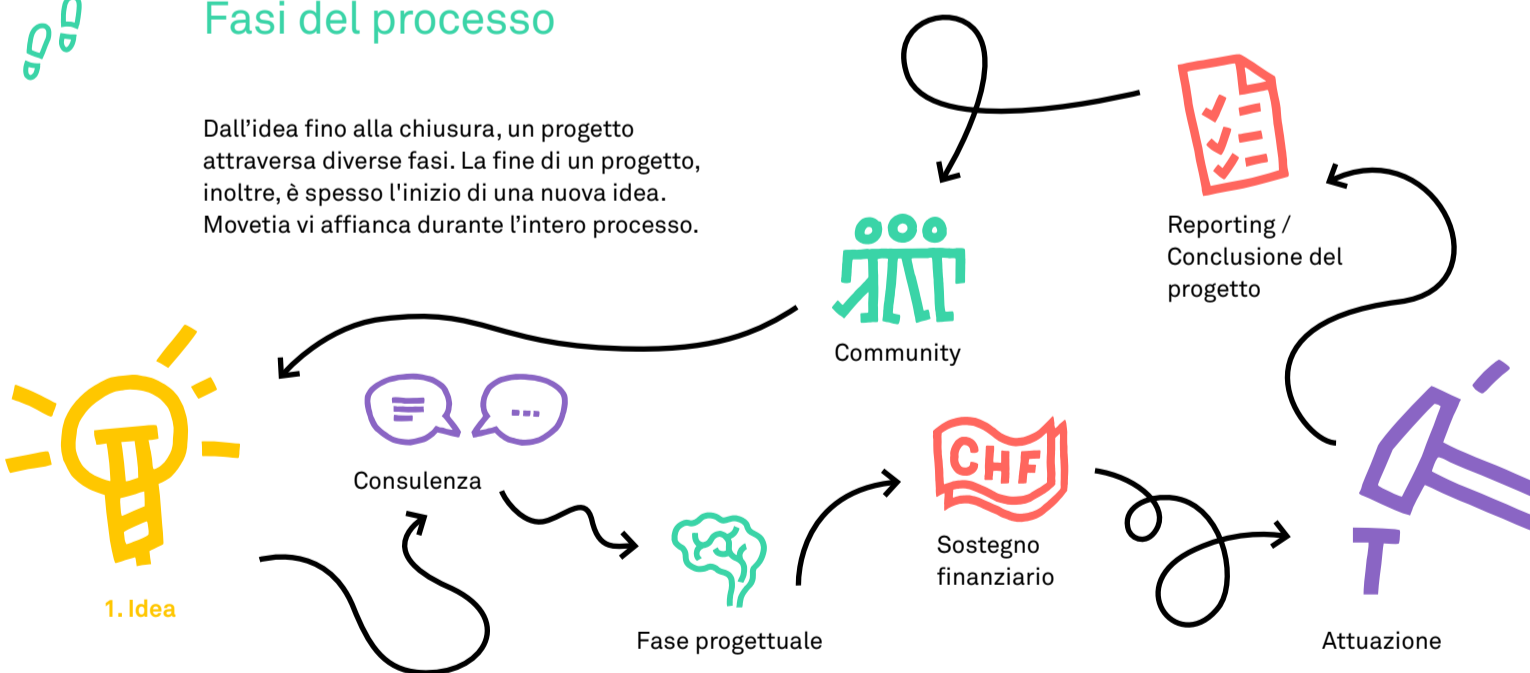 Fasi del processo
Dall’idea fino alla chiusura, un progetto
attraversa diverse fasi. La fine di un progetto,
inoltre, è spesso l'inizio di una nuova idea.
Movetia vi affianca durante l’intero processo.
1. Idea
Consulenza
Fase progettuale
CHF
Sostegno
finanziario
Attuazione
Reporting /
Conclusione del
progetto
Community